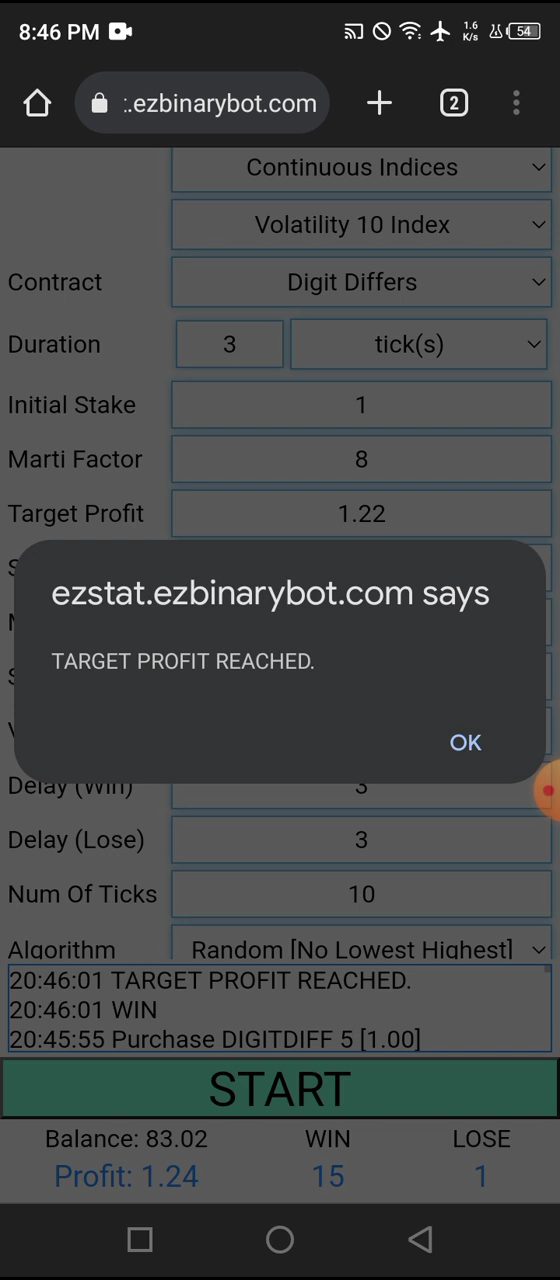 8:46 PM
1.6 K/s 54
:.ezbinarybot.com 2
Continuous Indices
Volatility 10 Index
Contract Digit Differs
Duration 3 tick(s)
Initial Stake 1
Marti Factor 8
Target Profit 1.22
ezstat.ezbinarybot.com says
TARGET PROFIT REACHED.
OK
Delay (Win) 3
Delay (Lose) 3
Num Of Ticks 10
Algorithm Random [No Lowest Highest]
20:46:01 TARGET PROFIT REACHED.
20:46:01 WIN
20:45:55 Purchase DIGITDIFF 5 [1.00]
START
Balance: 83.02 WIN LOSE
Profit: 1.24 15 1